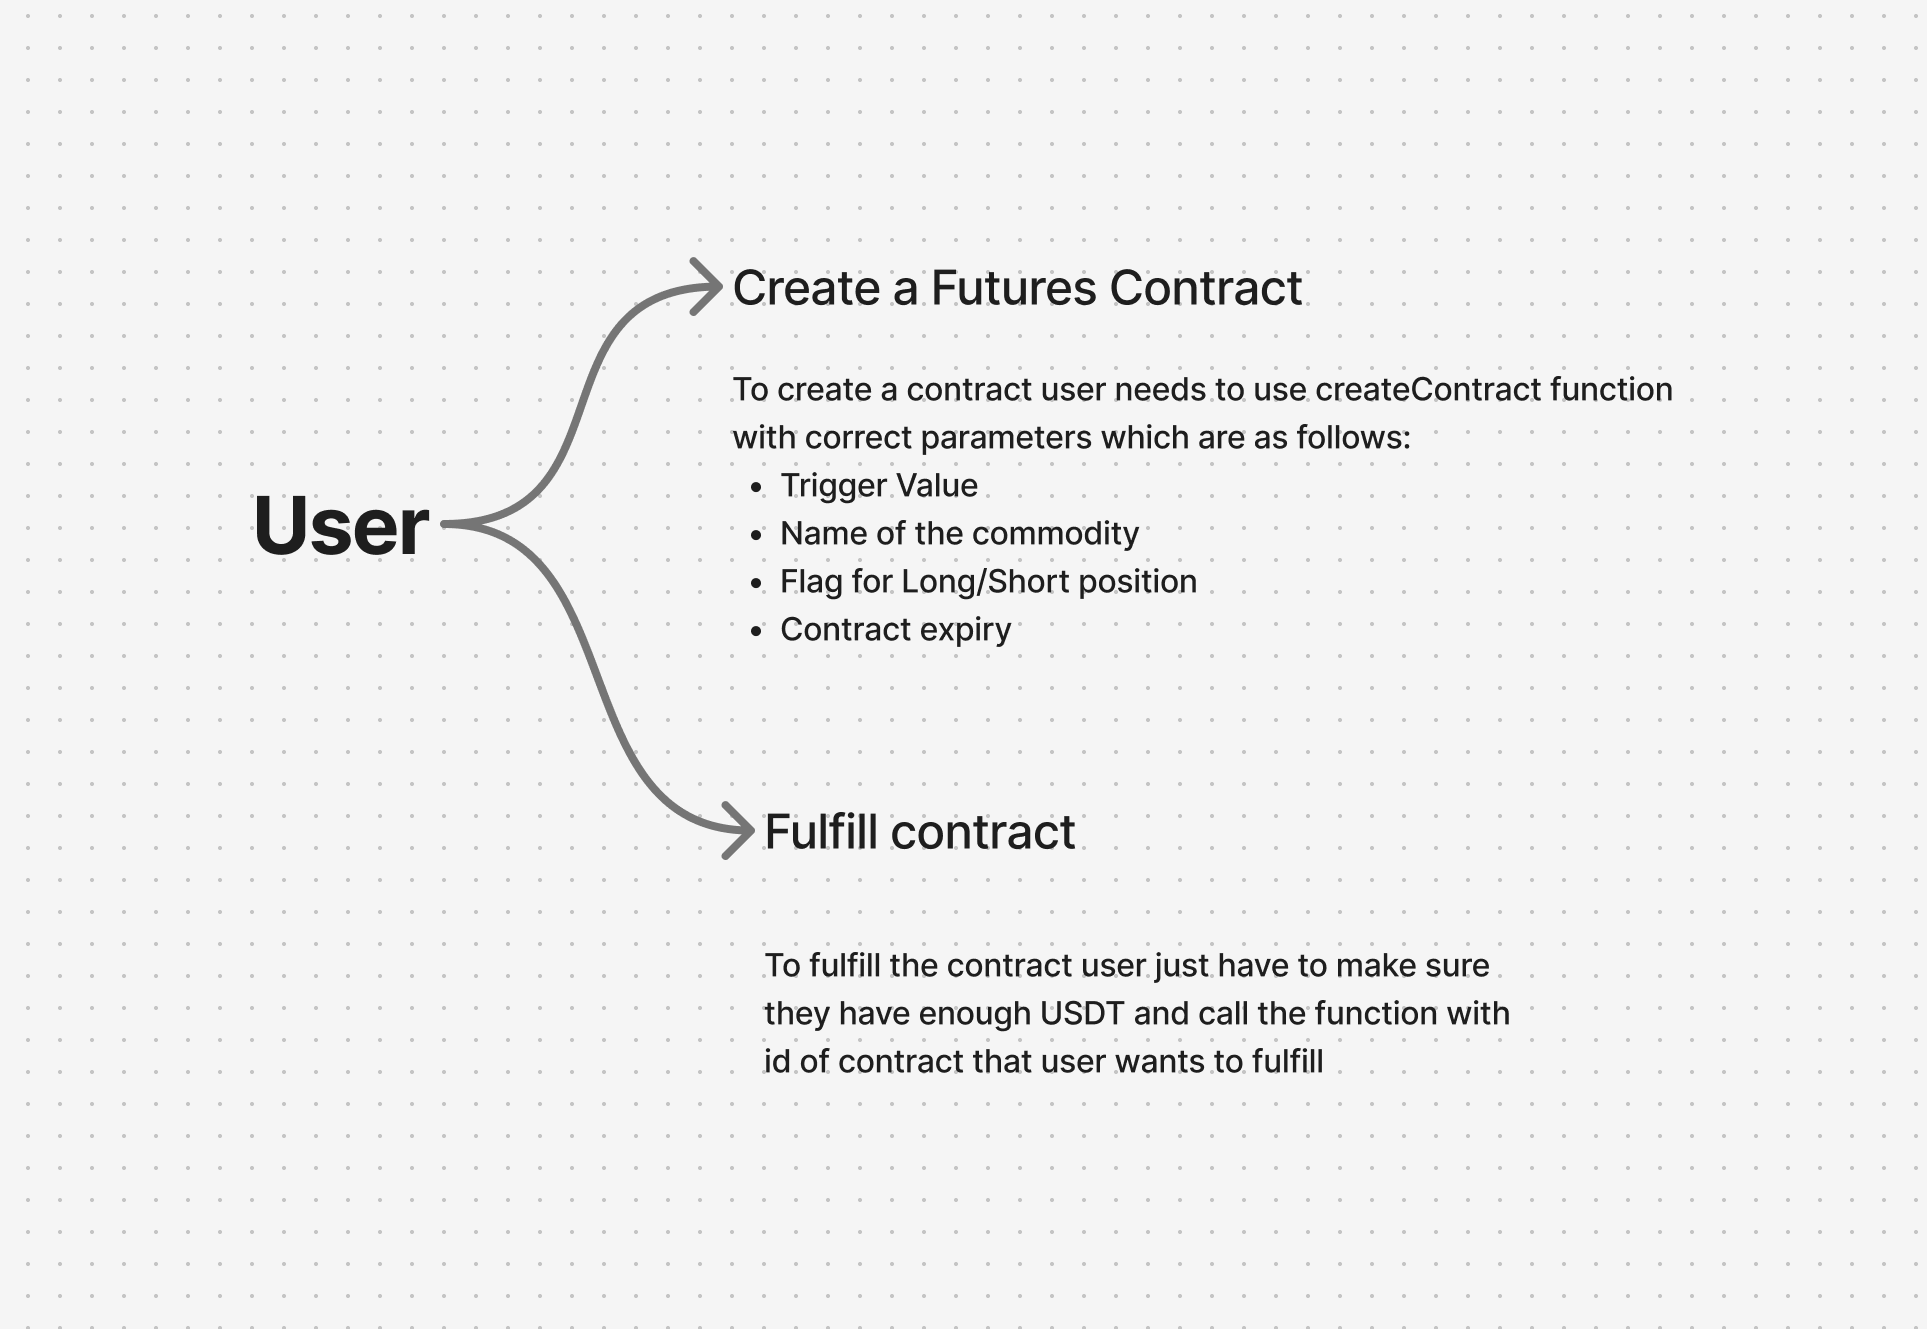 User
Create a Futures Contract
To create a contract user needs to use createContract function
with correct parameters which are as follows:
• Trigger Value
• Name of the commodity
• Flag for Long/Short position
• Contract expiry
Fulfill contract
To fulfill the contract user just have to make sure
they have enough USDT and call the function with
id of contract that user wants to fulfill